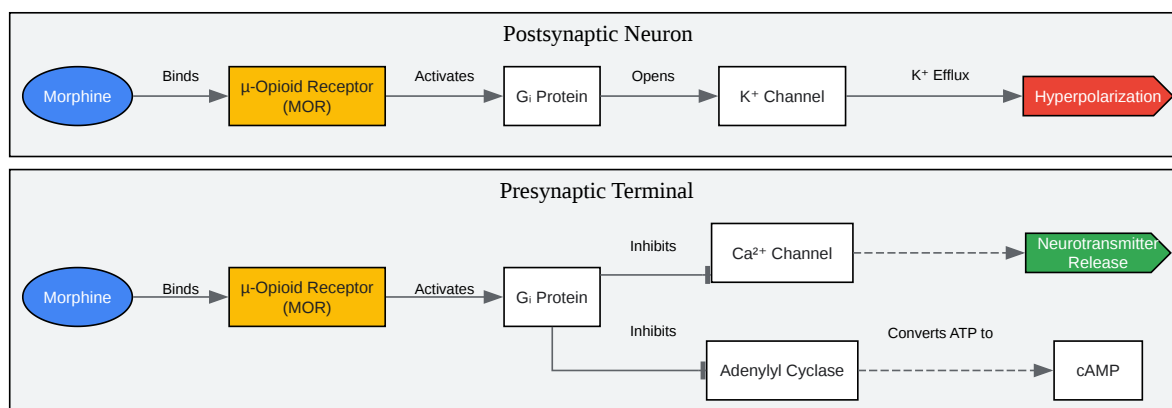 Postsynaptic Neuron
Morphine
Binds
µ-Opioid Receptor
(MOR)
Activates
Gᵢ Protein
Opens
K⁺ Channel
K⁺ Efflux
Hyperpolarization
Presynaptic Terminal
Morphine
Binds
µ-Opioid Receptor
(MOR)
Activates
Gᵢ Protein
Inhibits
Ca²⁺ Channel
Neurotransmitter
Release
Inhibits
Adenylyl Cyclase
Converts ATP to
cAMP